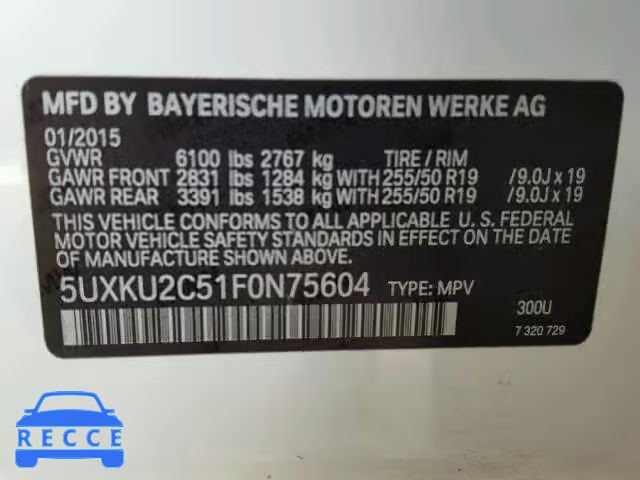 MFD BY BAYERISCHE MOTOREN WERKE AG
01/2015
GVWR 6100 lbs 2767 kg TIRE / RIM
GAWR FRONT 2831 lbs 1284 kg WITH 255/50 R19 /9.0J x 19
GAWR REAR 3391 lbs 1538 kg WITH 255/50 R19 /9.0J x 19
THIS VEHICLE CONFORMS TO ALL APPLICABLE U. S. FEDERAL
MOTOR VEHICLE SAFETY STANDARDS IN EFFECT ON THE DATE
OF MANUFACTURE SHOWN ABOVE.
5UXKU2C51F0N75604 TYPE: MPV
300U
7 320 729
RECCE